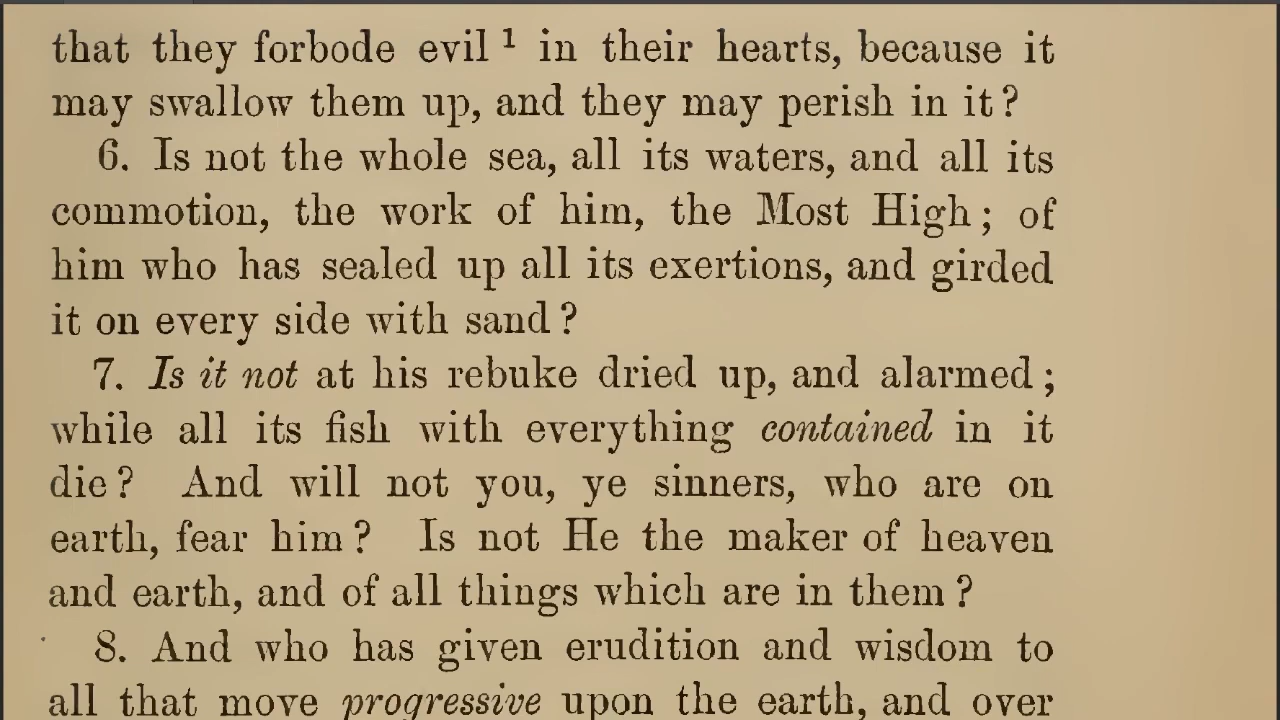 that they forbode evil ¹ in their hearts, because it
may swallow them up, and they may perish in it?
6. Is not the whole sea, all its waters, and all its
commotion, the work of him, the Most High; of
him who has sealed up all its exertions, and girded
it on every side with sand?
7. Is it not at his rebuke dried up, and alarmed;
while all its fish with everything contained in it
die? And will not you, ye sinners, who are on
earth, fear him? Is not He the maker of heaven
and earth, and of all things which are in them?
8. And who has given erudition and wisdom to
all that move progressive upon the earth, and over